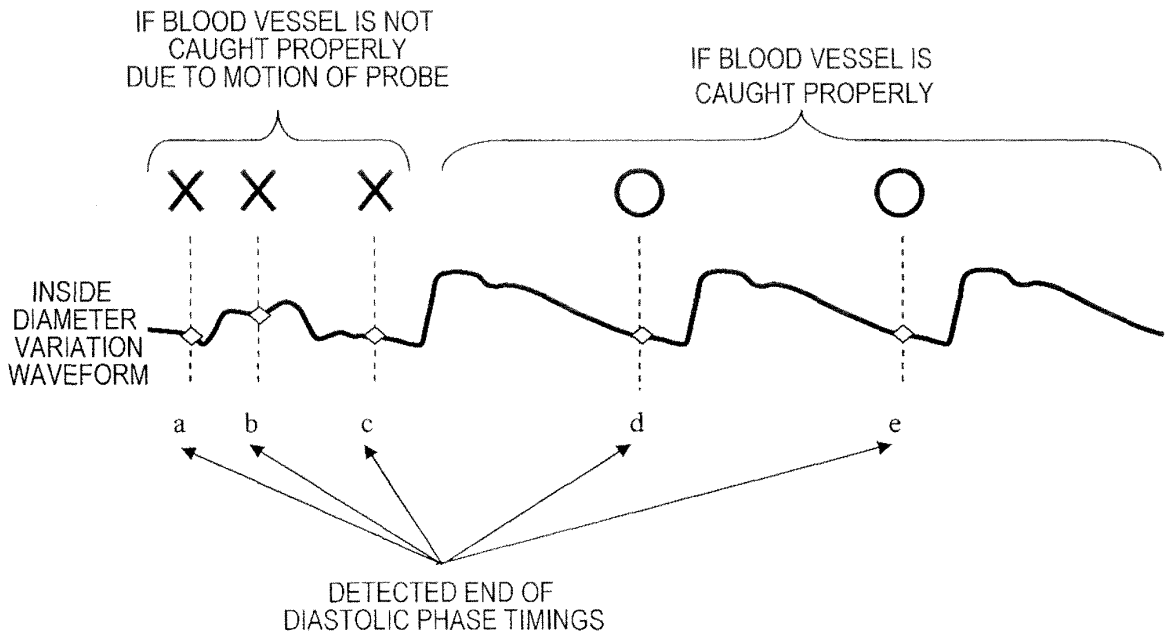 IF BLOOD VESSEL IS NOT
CAUGHT PROPERLY
DUE TO MOTION OF PROBE
IF BLOOD VESSEL IS
CAUGHT PROPERLY
INSIDE
DIAMETER
VARIATION
WAVEFORM
a b c d e
DETECTED END OF
DIASTOLIC PHASE TIMINGS